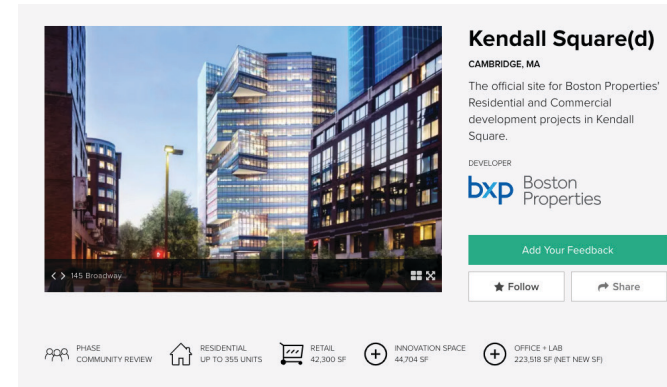 Kendall Square(d)
CAMBRIDGE, MA
The official site for Boston Properties'
Residential and Commercial
development projects in Kendall
Square.
DEVELOPER
bxp Boston
Properties
Add Your Feedback
Follow
Share
145 Broadway
PHASE
COMMUNITY REVIEW
RESIDENTIAL
UP TO 355 UNITS
RETAIL
42,300 SF
INNOVATION SPACE
44,704 SF
OFFICE + LAB
223,518 SF (NET NEW SF)